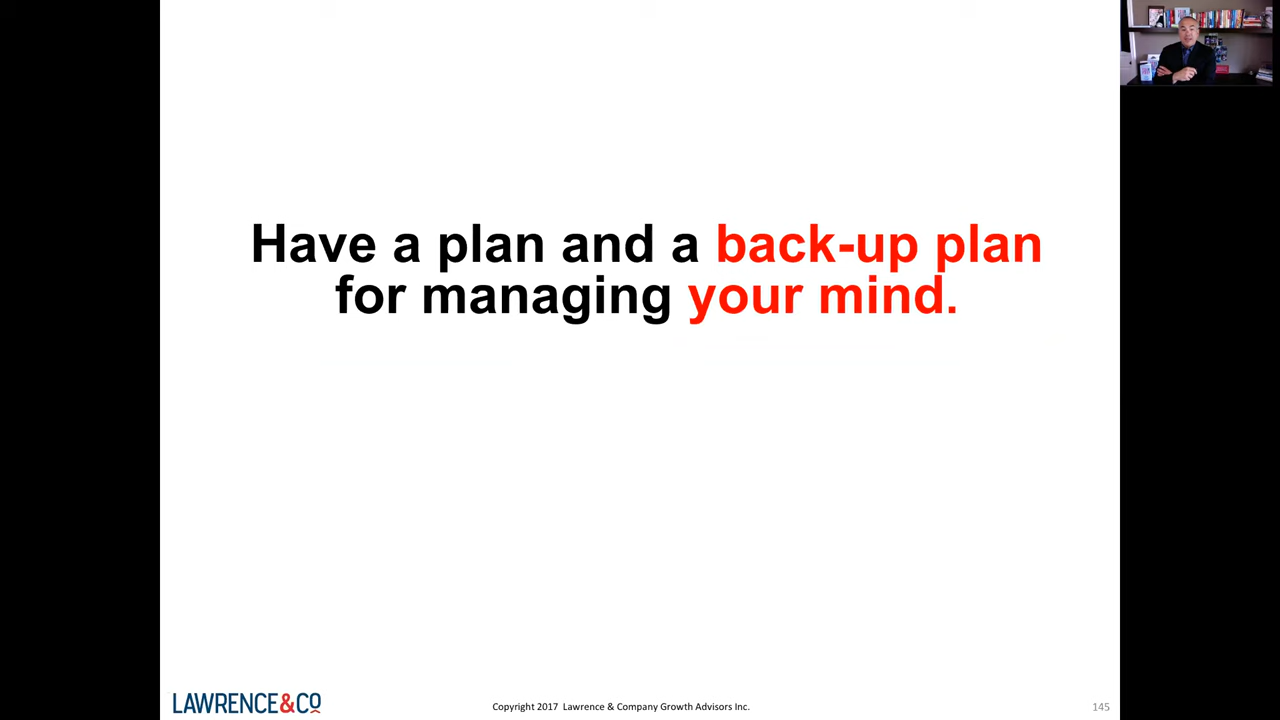 Have a plan and a back-up plan
for managing your mind.
LAWRENCE&CO
Copyright 2017 Lawrence & Company Growth Advisors Inc.
145